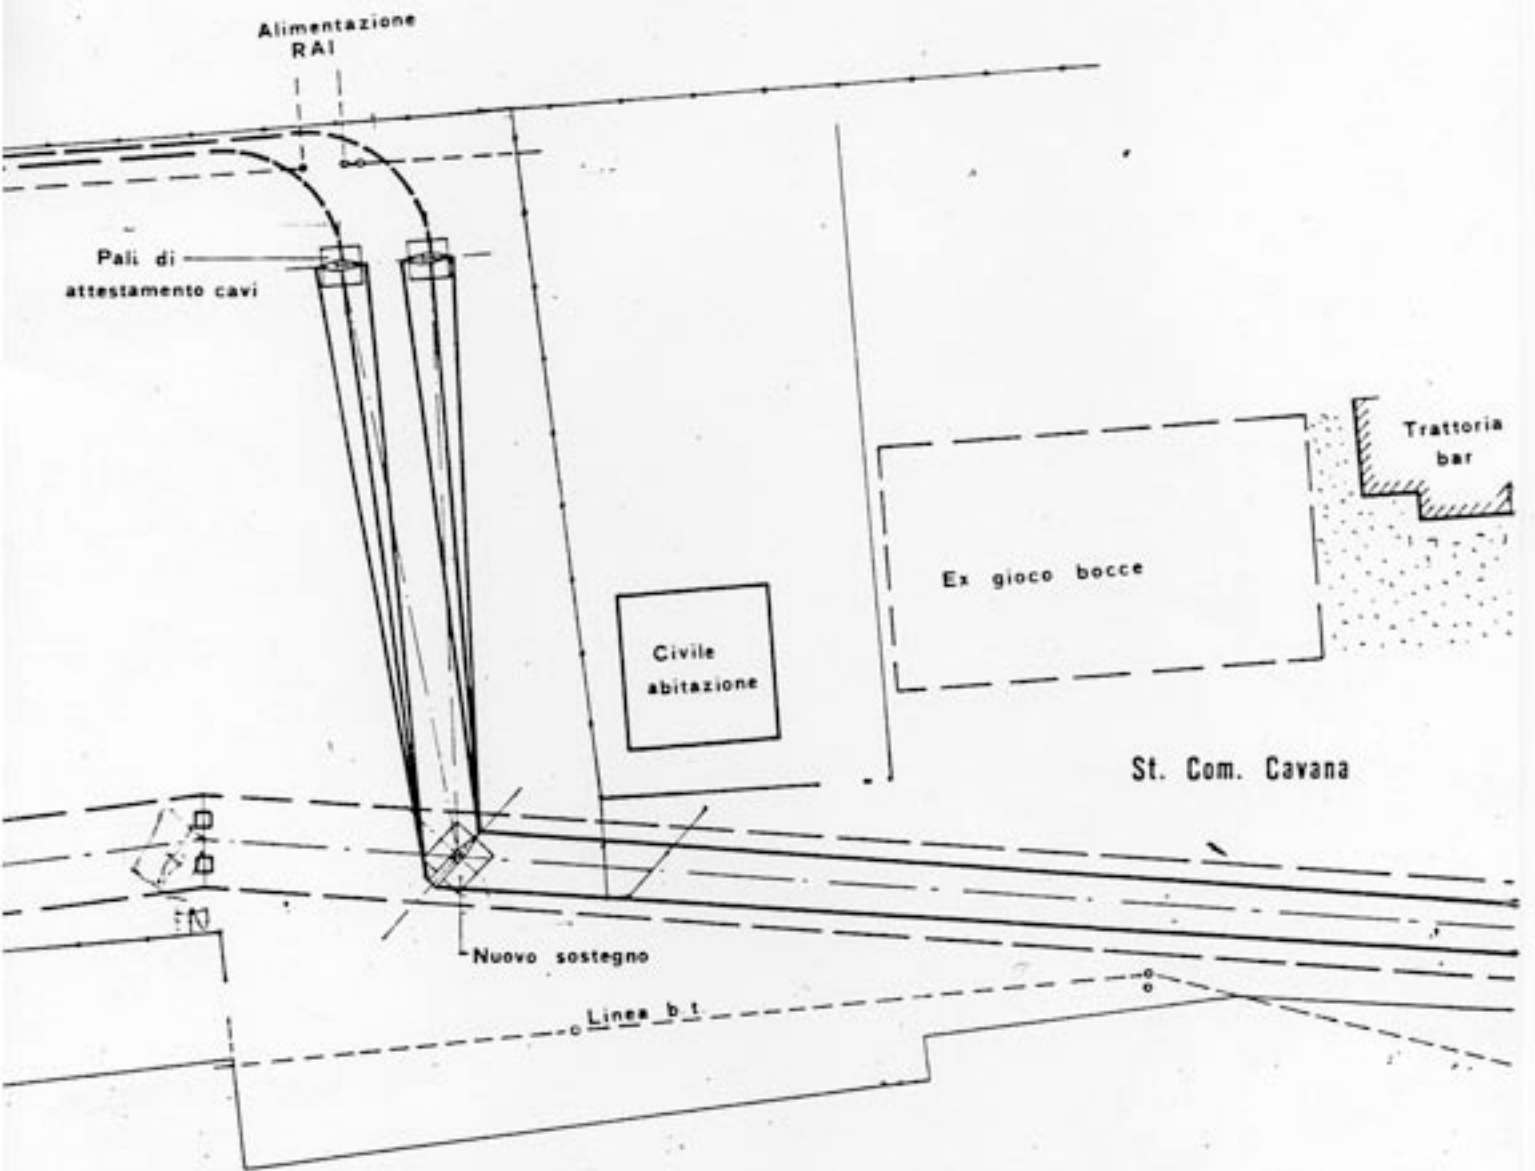 Alimentazione
RAI
Pali di
attestamento cavi
Trattoria
bar
Ex gioco bocce
Civile
abitazione
St. Com. Cavana
Nuovo sostegno
Linea b.t.